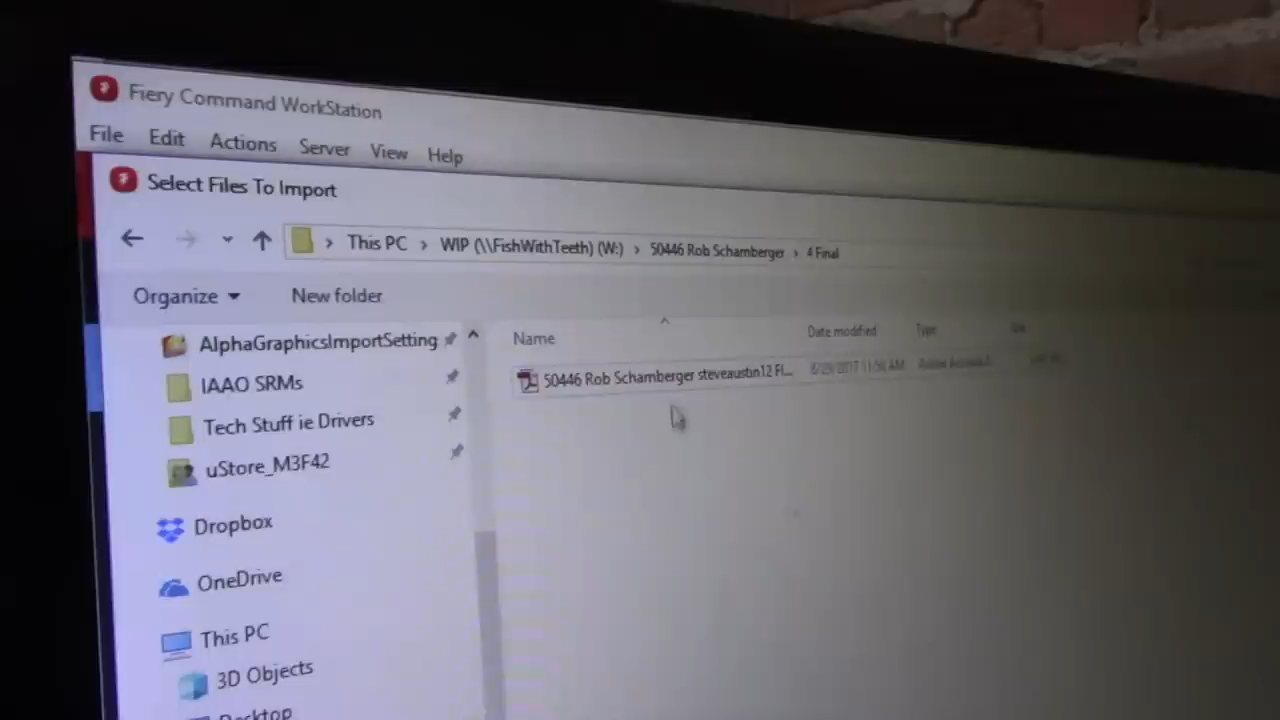 Fiery Command WorkStation
File Edit Actions Server View Help
Select Files To Import
This PC > WIP (\\FishWithTeeth) (W:) > 50446 Rob Schamberger > 4 Final
Organize New folder
Name Date modified Type
AlphaGraphicsImportSetting
50446 Rob Schamberger steveaustin12 Fi...
IAAO SRMs
Tech Stuff ie Drivers
uStore_M3F42
Dropbox
OneDrive
This PC
3D Objects
Desktop